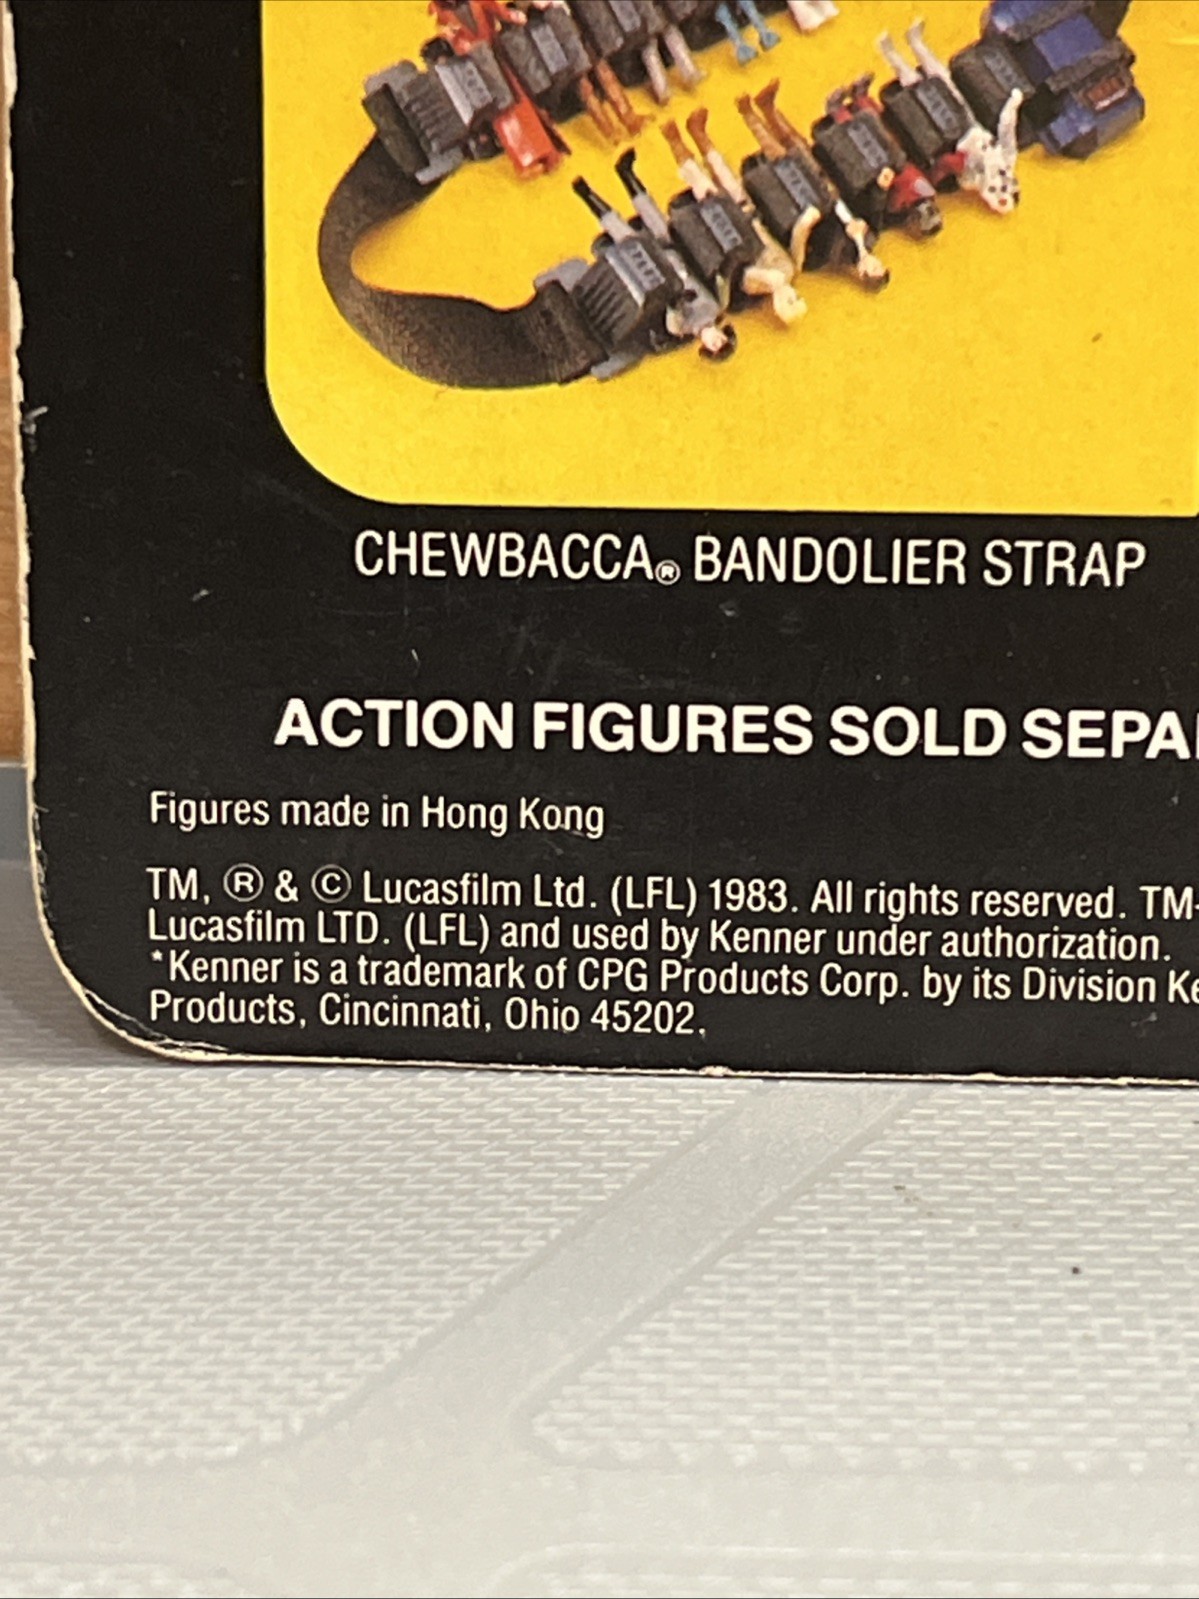 CHEWBACCA® BANDOLIER STRAP
ACTION FIGURES SOLD SEPA
Figures made in Hong Kong
TM, ® & © Lucasfilm Ltd. (LFL) 1983. All rights reserved. TM-
Lucasfilm LTD. (LFL) and used by Kenner under authorization.
*Kenner is a trademark of CPG Products Corp. by its Division Ke
Products, Cincinnati, Ohio 45202.